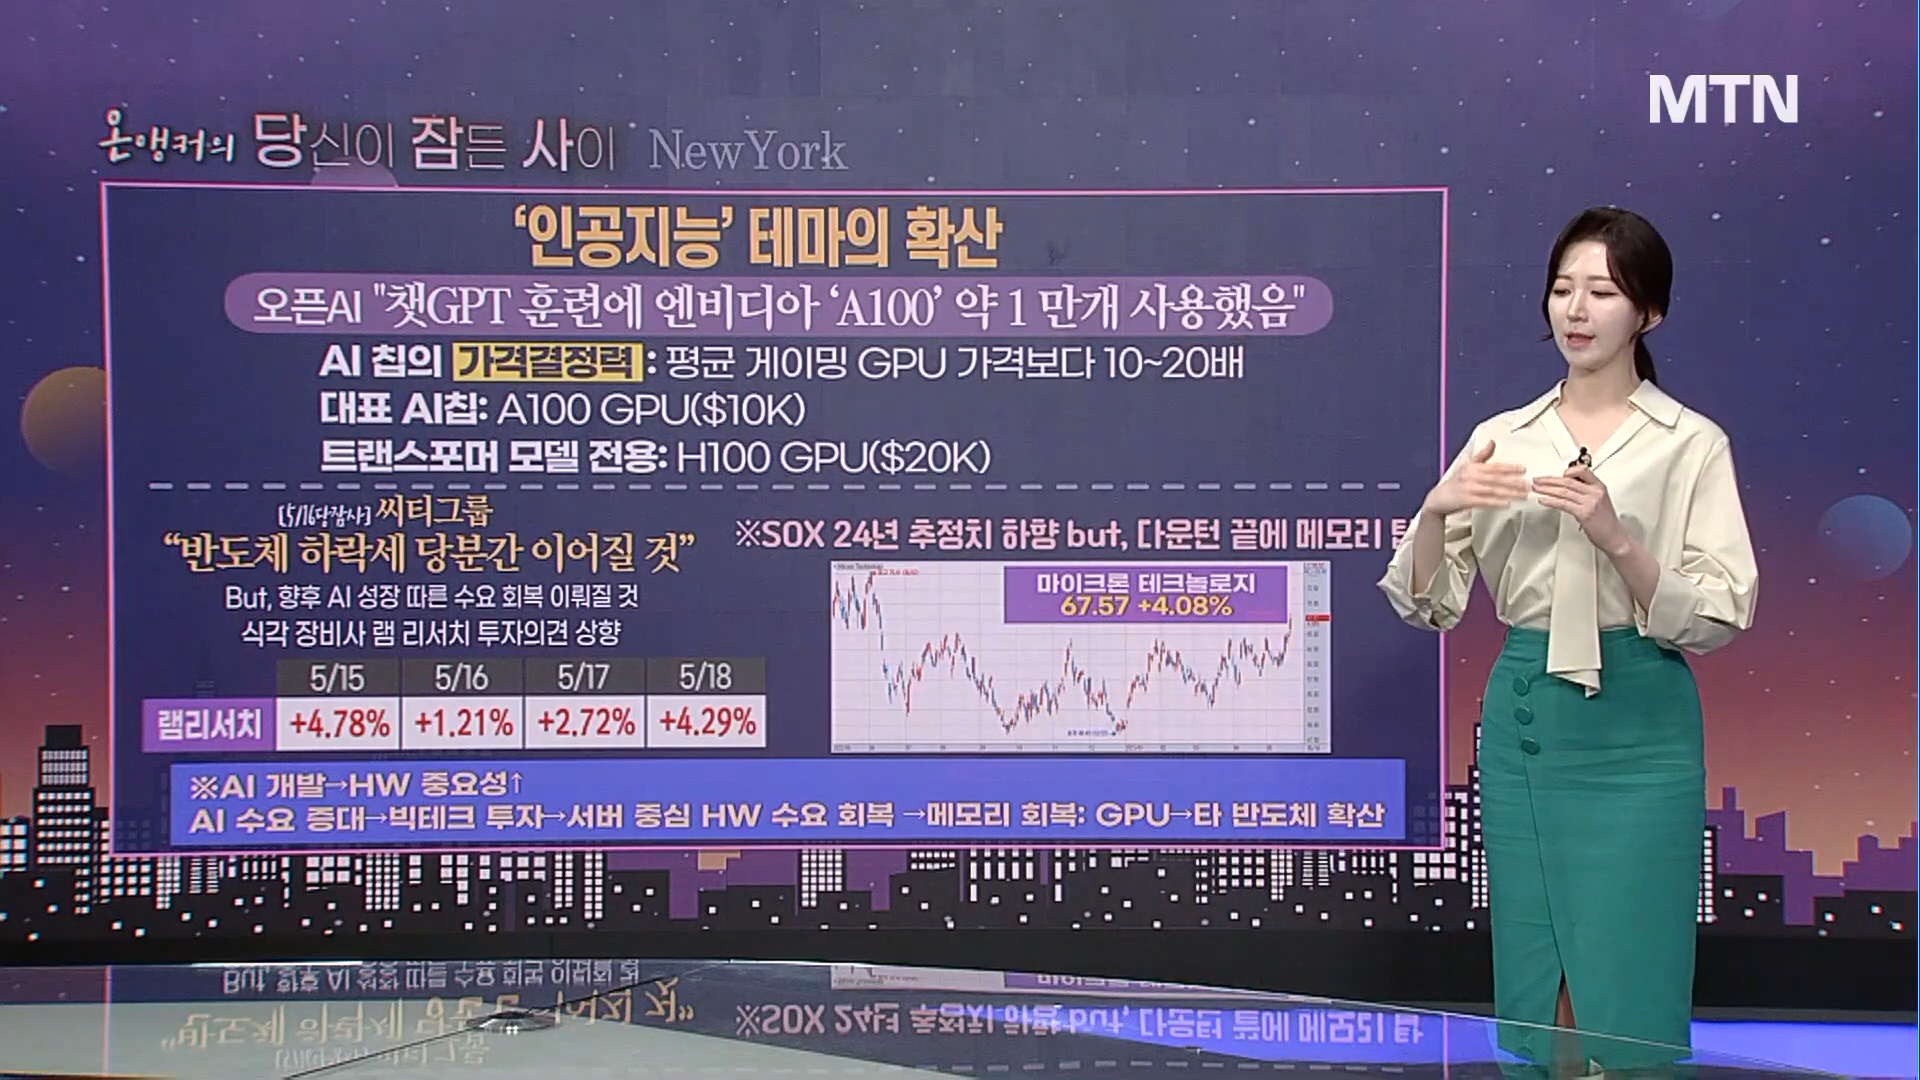 MTN
온앵커의 당신이 잠든 사이 NewYork
‘인공지능’ 테마의 확산
오픈AI "챗GPT 훈련에 엔비디아 ‘A100’ 약 1 만개 사용했음"
AI 칩의 가격결정력 : 평균 게이밍 GPU 가격보다 10~20배
대표 AI칩: A100 GPU($10K)
트랜스포머 모델 전용: H100 GPU($20K)
[5/16당잠사] 씨티그룹
“반도체 하락세 당분간 이어질 것”
But, 향후 AI 성장 따른 수요 회복 이뤄질 것
식각 장비사 램 리서치 투자의견 상향
5/15 5/16 5/17 5/18
램리서치 +4.78% +1.21% +2.72% +4.29%
※SOX 24년 추정치 하향 but, 다운턴 끝에 메모리
마이크론 테크놀로지
67.57 +4.08%
※AI 개발→HW 중요성↑
AI 수요 증대→빅테크 투자→서버 중심 HW 수요 회복 →메모리 회복: GPU→타 반도체 확산